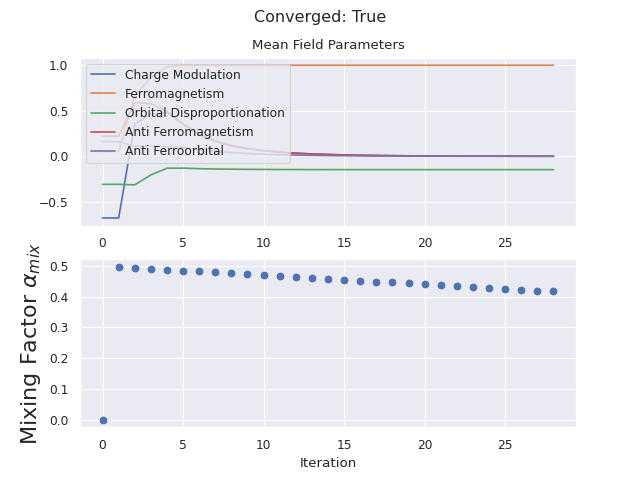 Converged: True
Mean Field Parameters
1.0
0.5
0.0
−0.5
Charge Modulation
Ferromagnetism
Orbital Disproportionation
Anti Ferromagnetism
Anti Ferroorbital
0 5 10 15 20 25
Mixing Factor α_mix
0.5
0.4
0.3
0.2
0.1
0.0
0 5 10 15 20 25
Iteration